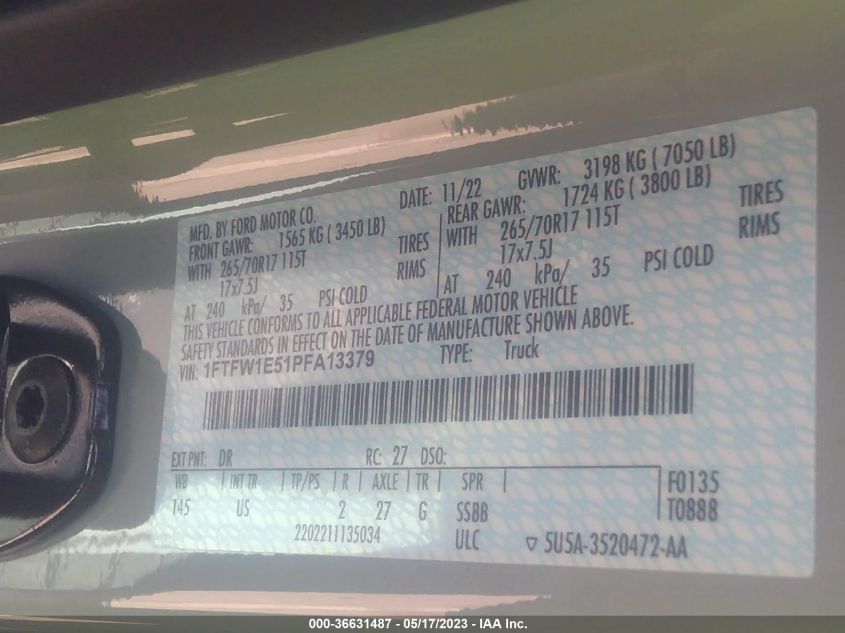 MFD. BY FORD MOTOR CO. DATE: 11/22 GVWR: 3198 KG ( 7050 LB)
FRONT GAWR: 1565 KG ( 3450 LB) REAR GAWR: 1724 KG ( 3800 LB)
WITH 265/70R17 115T TIRES WITH 265/70R17 115T TIRES
17x7.5J RIMS 17x7.5J RIMS
AT 240 kPa/ 35 PSI COLD AT 240 kPa/ 35 PSI COLD
THIS VEHICLE CONFORMS TO ALL APPLICABLE FEDERAL MOTOR VEHICLE
SAFETY STANDARDS IN EFFECT ON THE DATE OF MANUFACTURE SHOWN ABOVE.
VIN: 1FTFW1E51PFA13379 TYPE: Truck
EXT PNT: DR RC: 27 DSO:
WB INT TR TP/PS R AXLE TR SPR F0135
145 US 2 27 G SSBB T0888
2202211135034 ULC ▽ 5U5A-3520472-AA
000-36631487 - 05/17/2023 - IAA Inc.